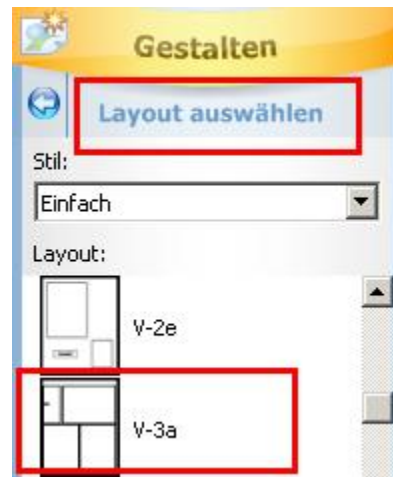 Gestalten
Layout auswählen
Stil:
Einfach
Layout:
V-2e
V-3a